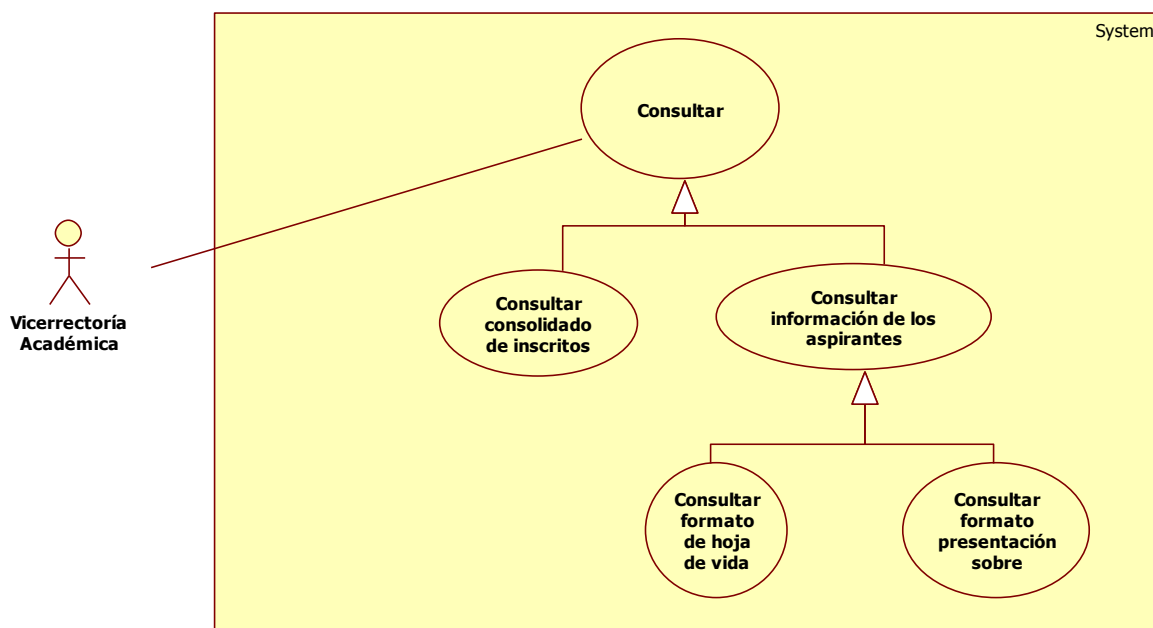 System
Consultar
Consultar
consolidado
de inscritos
Consultar
información de los
aspirantes
Vicerrectoría
Académica
Consultar
formato
de hoja
de vida
Consultar
formato
presentación
sobre